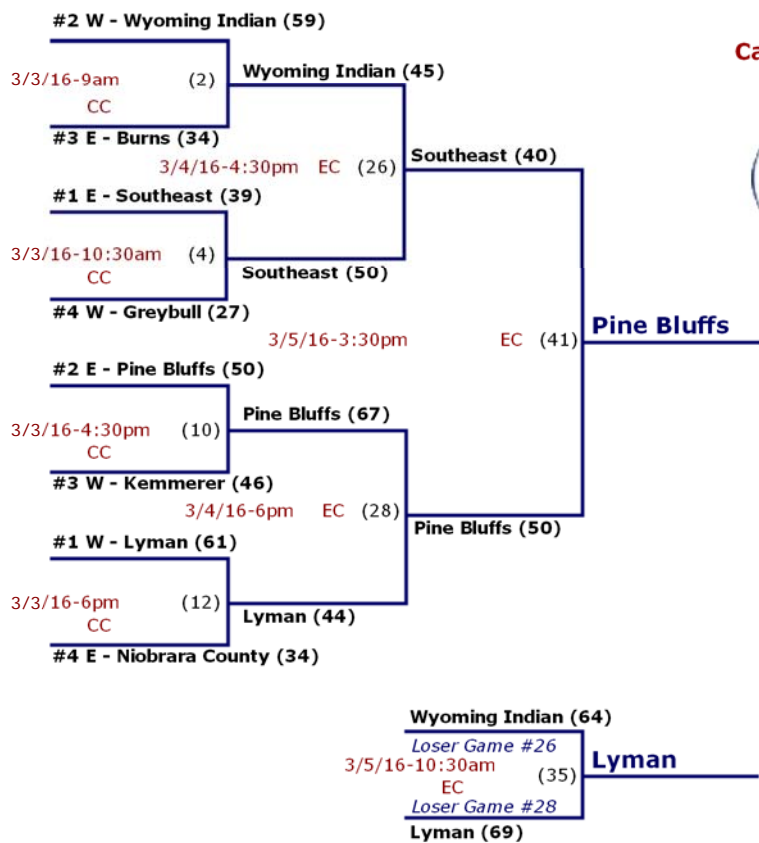 #2 W - Wyoming Indian (59)
Ca
3/3/16-9am (2) Wyoming Indian (45)
CC
#3 E - Burns (34)
3/4/16-4:30pm EC (26) Southeast (40)
#1 E - Southeast (39)
3/3/16-10:30am (4)
CC Southeast (50)
#4 W - Greybull (27)
3/5/16-3:30pm EC (41) Pine Bluffs
#2 E - Pine Bluffs (50)
Pine Bluffs (67)
3/3/16-4:30pm (10)
CC
#3 W - Kemmerer (46)
3/4/16-6pm EC (28) Pine Bluffs (50)
#1 W - Lyman (61)
3/3/16-6pm (12)
CC Lyman (44)
#4 E - Niobrara County (34)
Wyoming Indian (64)
Loser Game #26
3/5/16-10:30am (35) Lyman
EC
Loser Game #28
Lyman (69)